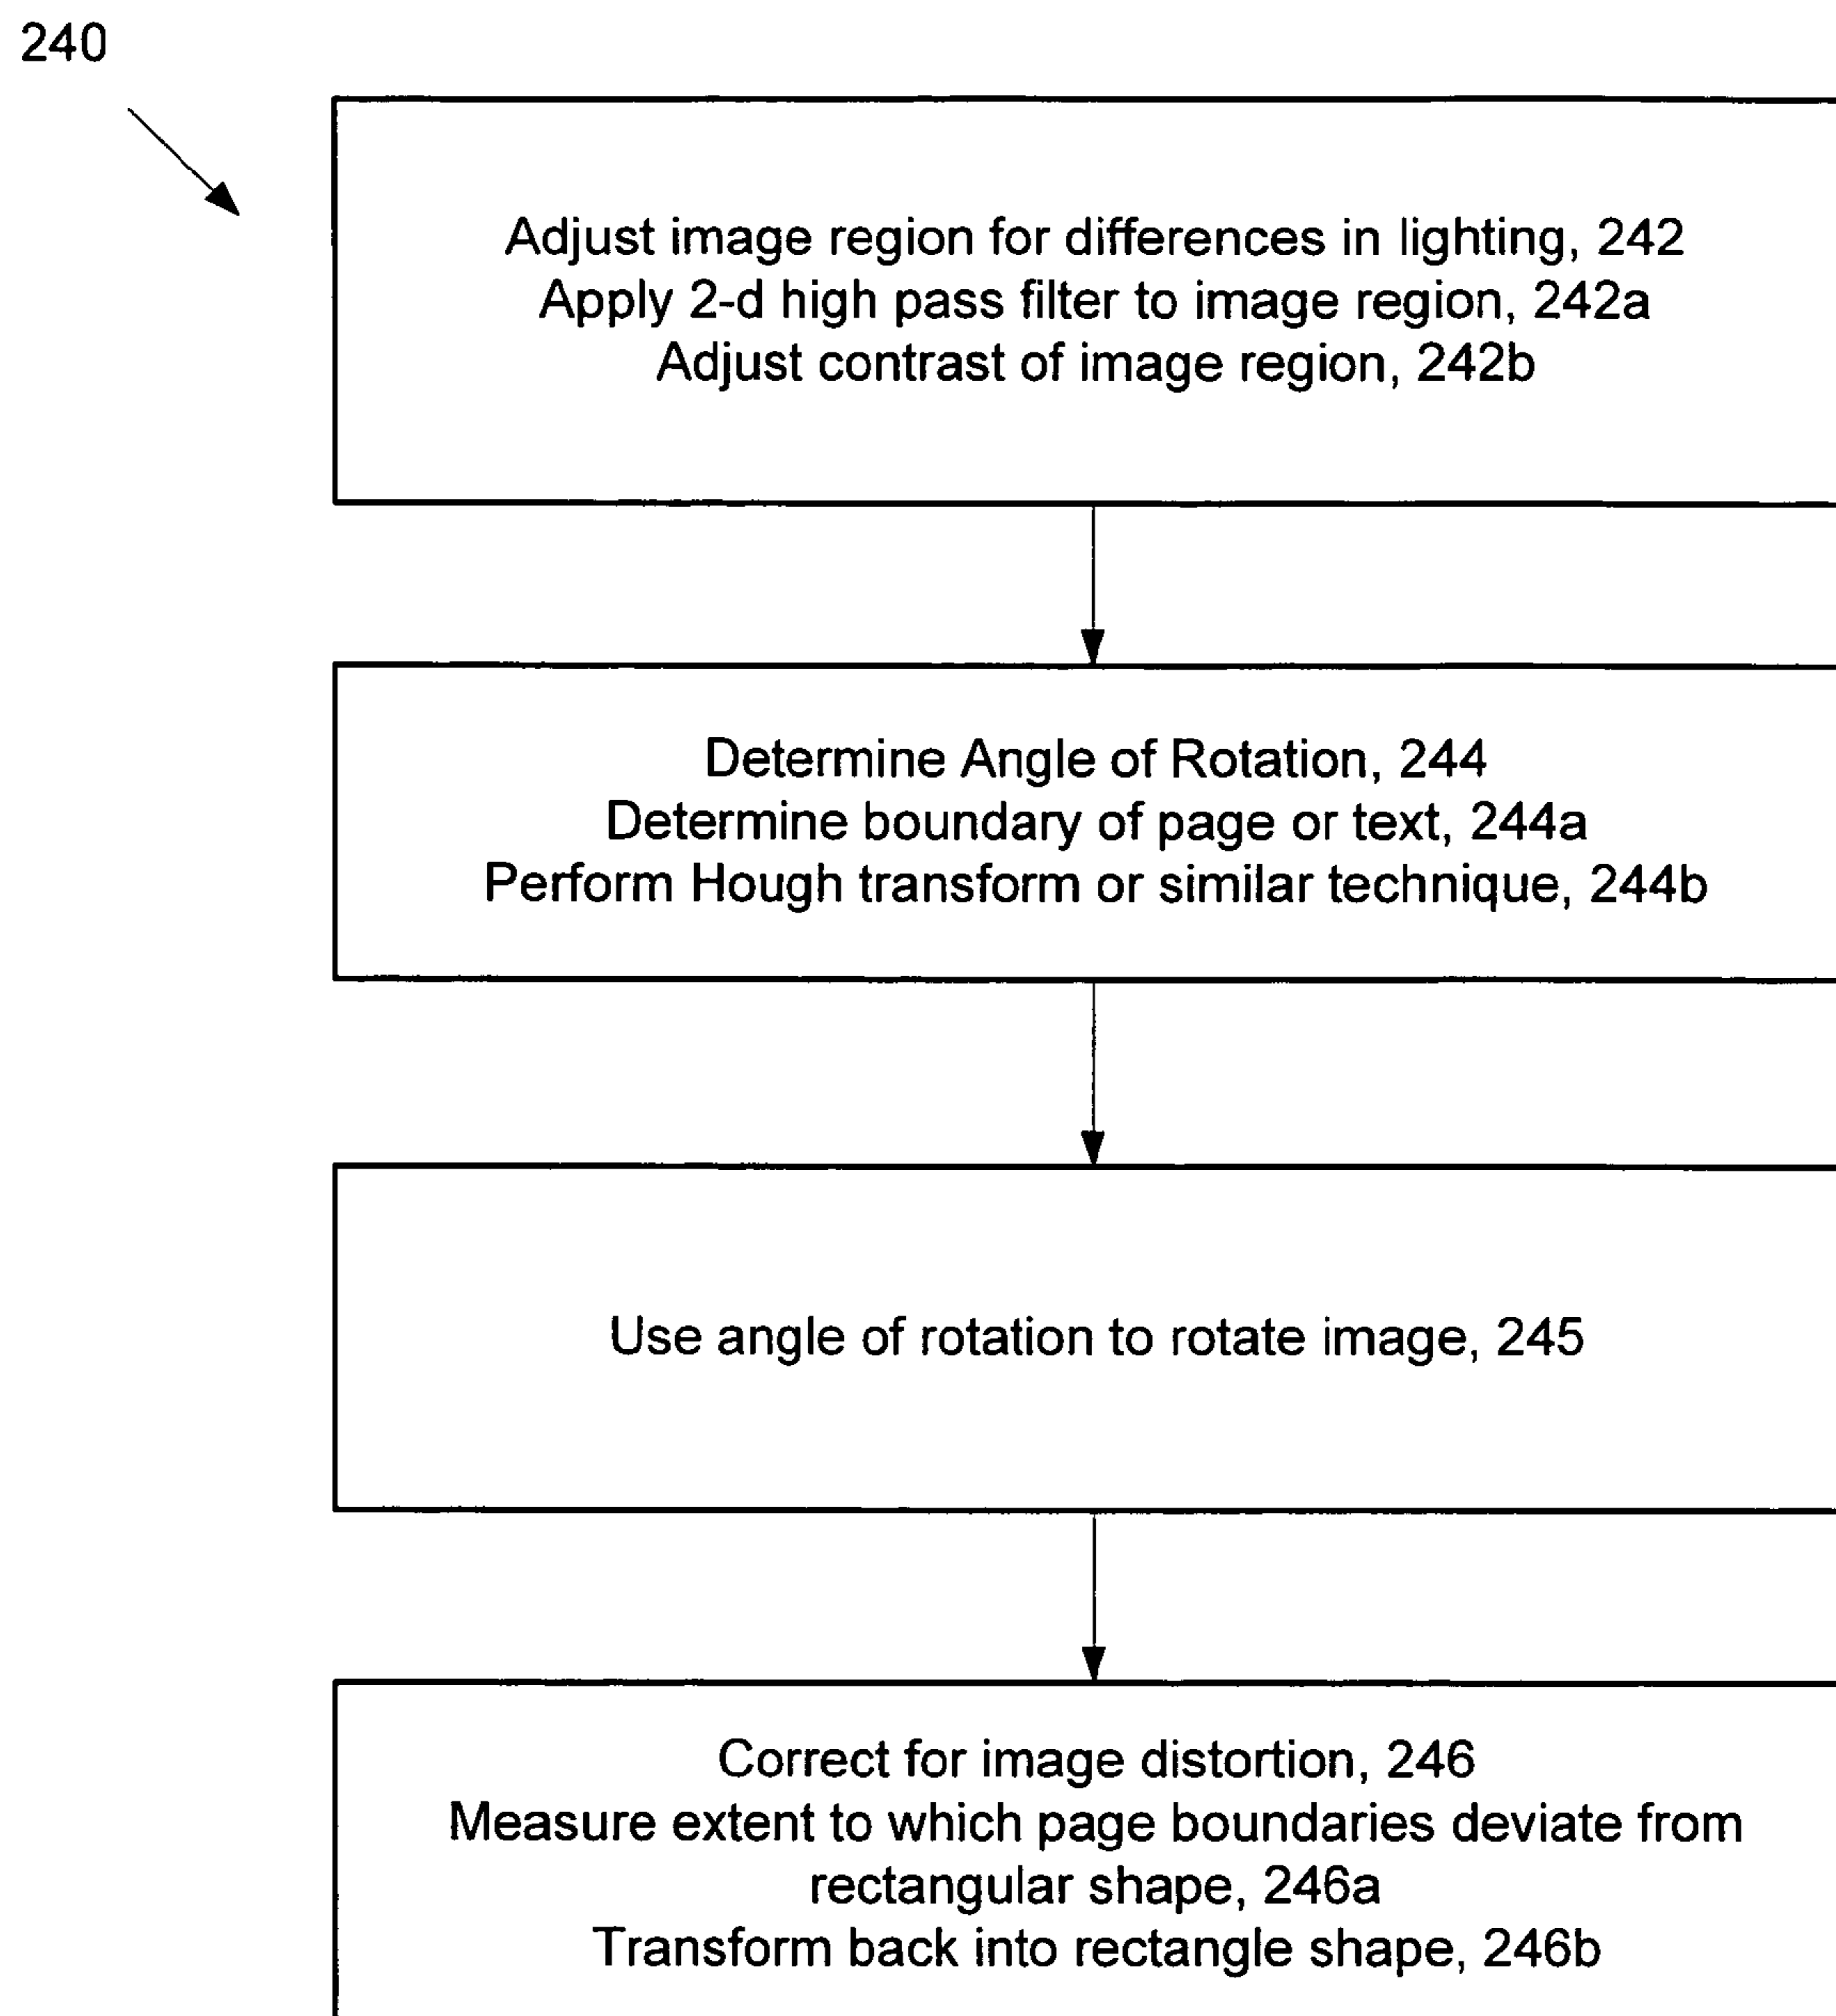 240
Adjust image region for differences in lighting, 242
Apply 2-d high pass filter to image region, 242a
Adjust contrast of image region, 242b
Determine Angle of Rotation, 244
Determine boundary of page or text, 244a
Perform Hough transform or similar technique, 244b
Use angle of rotation to rotate image, 245
Correct for image distortion, 246
Measure extent to which page boundaries deviate from
rectangular shape, 246a
Transform back into rectangle shape, 246b